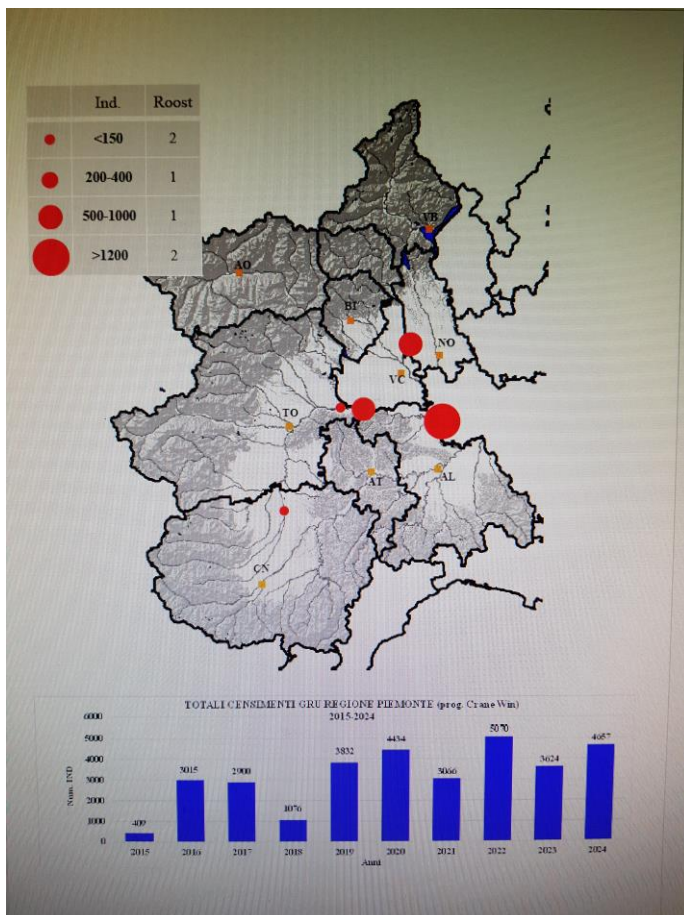 Ind. Roost
<150 2
200-400 1
500-1000 1
>1200 2
VB
AO
BI
NO
VC
TO
AT
AL
CN
TOTALI CENSIMENTI GRU REGIONE PIEMONTE (prog. Crane Win)
2015-2024
Num. IND
6000
5000
4000
3000
2000
1000
0
409
3015
2900
1076
3832
4434
3066
5070
3624
4657
2015 2016 2017 2018 2019 2020 2021 2022 2023 2024
Anni